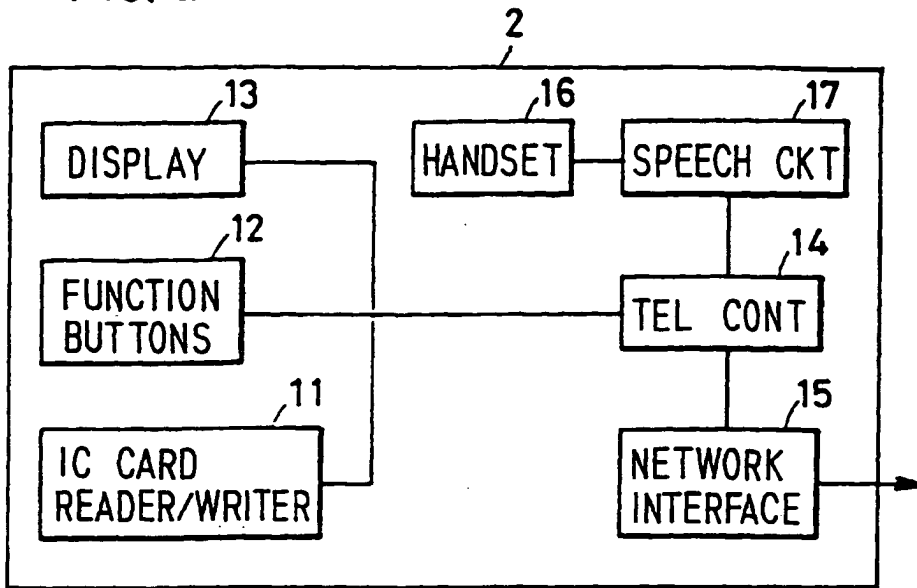 2
13
DISPLAY
16
HANDSET
17
SPEECH CKT
12
FUNCTION
BUTTONS
14
TEL CONT
11
IC CARD
READER/WRITER
15
NETWORK
INTERFACE